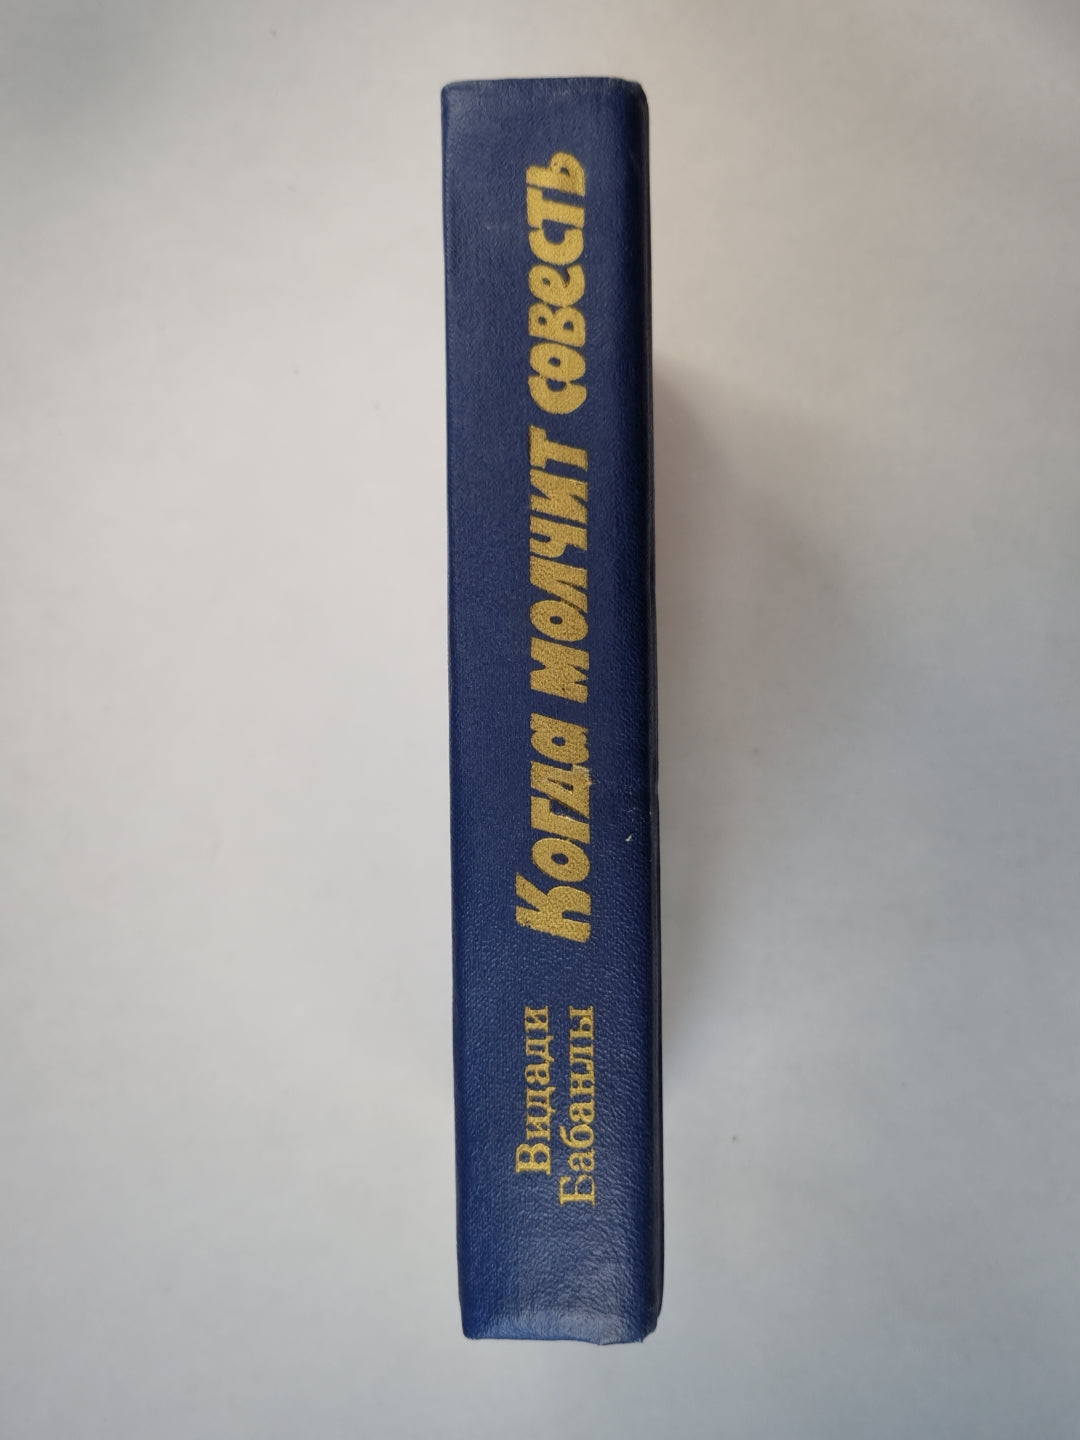 Видади
Бабанлы
Когда молчит совесть